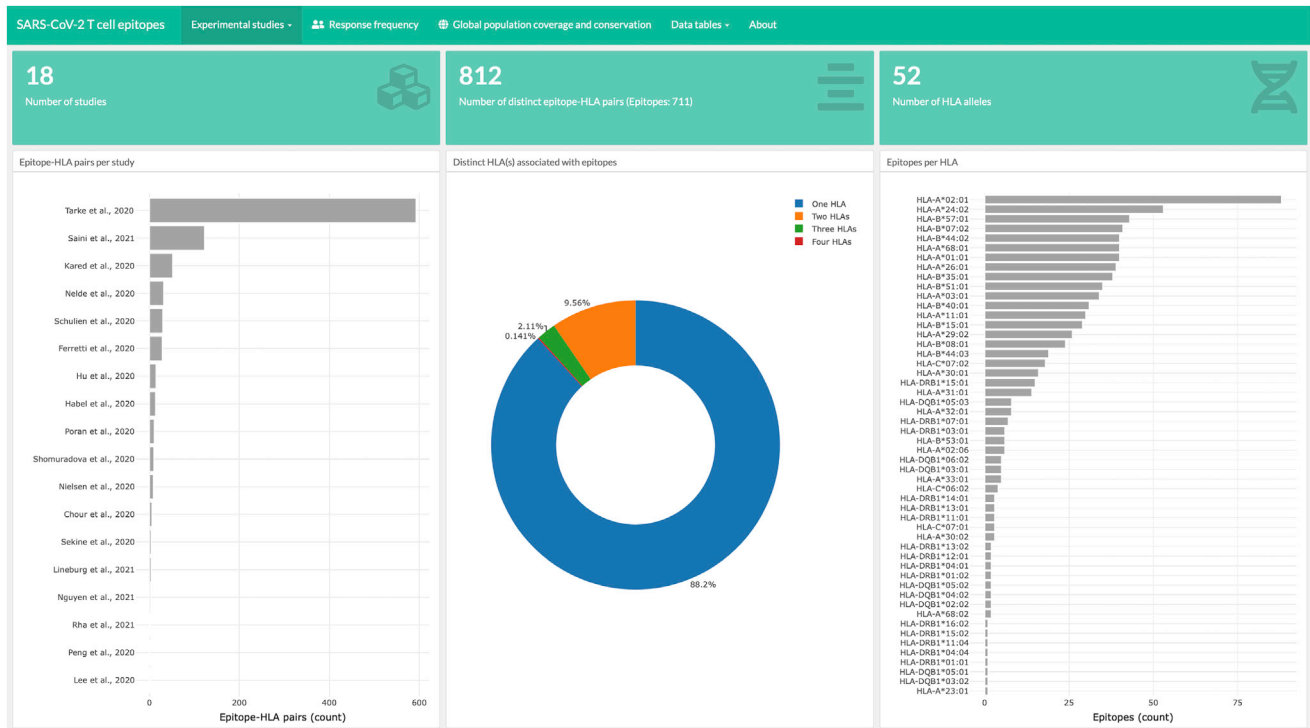 SARS-CoV-2 T cell epitopes
Experimental studies
Response frequency
Global population coverage and conservation
Data tables
About
18
Number of studies
812
Number of distinct epitope-HLA pairs (Epitopes: 711)
52
Number of HLA alleles
Epitope-HLA pairs per study
Tarke et al., 2020
Saini et al., 2021
Kared et al., 2020
Nelde et al., 2020
Schulien et al., 2020
Ferretti et al., 2020
Hu et al., 2020
Habel et al., 2020
Poran et al., 2020
Shomuradova et al., 2020
Nielsen et al., 2020
Chour et al., 2020
Sekine et al., 2020
Lineburg et al., 2021
Nguyen et al., 2021
Rha et al., 2021
Peng et al., 2020
Lee et al., 2020
0
200
400
600
Epitope-HLA pairs (count)
Distinct HLA(s) associated with epitopes
One HLA
Two HLAs
Three HLAs
Four HLAs
9.56%
2.11%
0.141%
88.2%
Epitopes per HLA
HLA-A*02:01
HLA-A*24:02
HLA-B*57:01
HLA-B*07:02
HLA-B*44:02
HLA-A*68:01
HLA-A*01:01
HLA-A*26:01
HLA-B*35:01
HLA-B*51:01
HLA-A*03:01
HLA-B*40:01
HLA-A*11:01
HLA-B*15:01
HLA-A*29:02
HLA-B*08:01
HLA-B*44:03
HLA-C*07:02
HLA-A*30:01
HLA-DRB1*15:01
HLA-A*31:01
HLA-DQB1*05:03
HLA-A*32:01
HLA-DRB1*07:01
HLA-DRB1*03:01
HLA-B*53:01
HLA-A*02:06
HLA-DQB1*06:02
HLA-DQB1*03:01
HLA-A*33:01
HLA-C*06:02
HLA-DRB1*14:01
HLA-DRB1*13:01
HLA-DRB1*11:01
HLA-C*07:01
HLA-A*30:02
HLA-DRB1*13:02
HLA-DRB1*12:01
HLA-DRB1*04:01
HLA-DRB1*01:02
HLA-DQB1*05:02
HLA-DQB1*04:02
HLA-DQB1*02:02
HLA-A*68:02
HLA-DRB1*16:02
HLA-DRB1*15:02
HLA-DRB1*11:04
HLA-DRB1*04:04
HLA-DRB1*01:01
HLA-DQB1*05:01
HLA-DQB1*03:02
HLA-A*23:01
0
25
50
75
Epitopes (count)